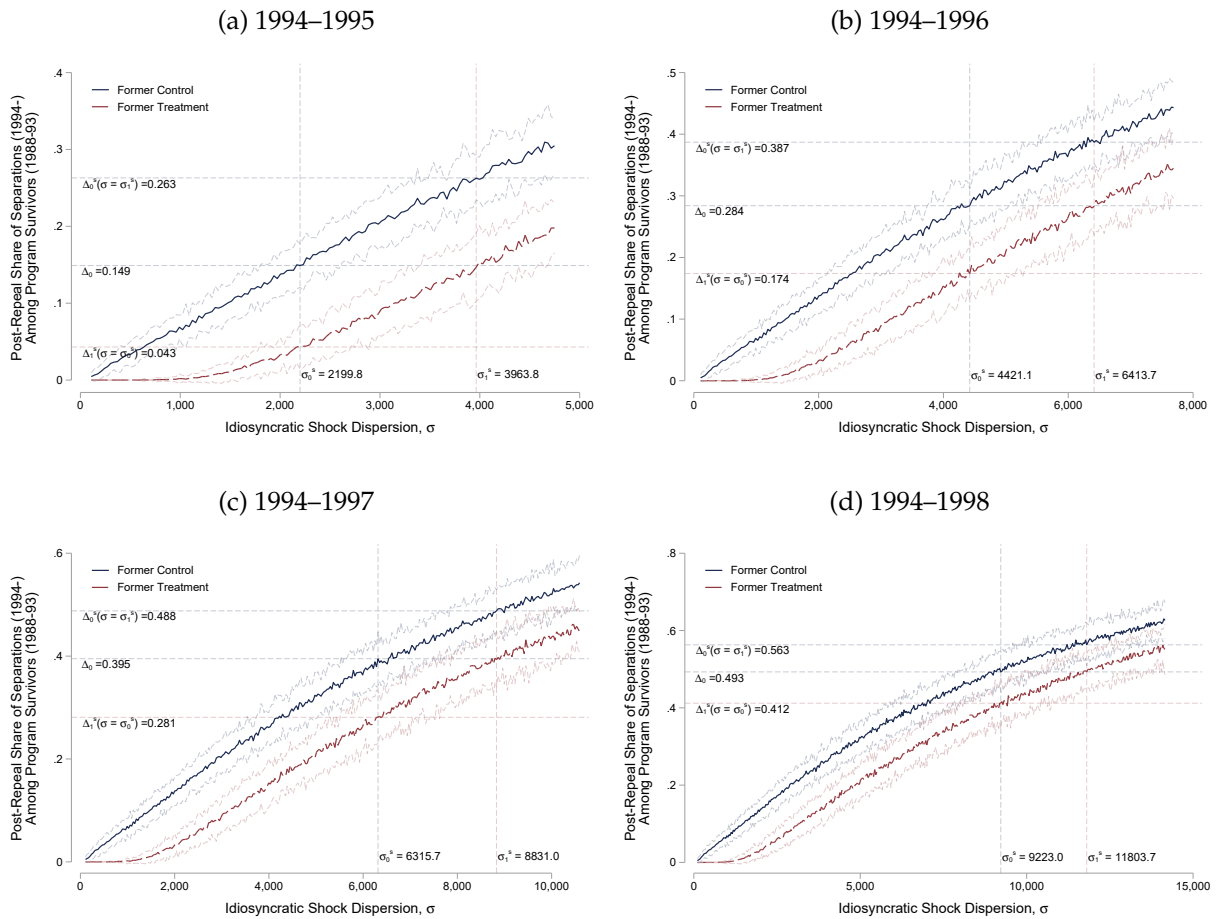 (a) 1994–1995
Post-Repeal Share of Separations (1994-)
Among Program Survivors (1988-93)
.4
.3
.2
.1
0
Former Control
Former Treatment
Δ₀ˢ(σ = σ₁ˢ) =0.263
Δ₀ =0.149
Δ₁ˢ(σ = σ₀ˢ) =0.043
σ₀ˢ = 2199.8
σ₁ˢ = 3963.8
0
1,000
2,000
3,000
4,000
5,000
Idiosyncratic Shock Dispersion, σ
(b) 1994–1996
Post-Repeal Share of Separations (1994-)
Among Program Survivors (1988-93)
.5
.4
.3
.2
.1
0
Former Control
Former Treatment
Δ₀ˢ(σ = σ₁ˢ) =0.387
Δ₀ =0.284
Δ₁ˢ(σ = σ₀ˢ) =0.174
σ₀ˢ = 4421.1
σ₁ˢ = 6413.7
0
2,000
4,000
6,000
8,000
Idiosyncratic Shock Dispersion, σ
(c) 1994–1997
Post-Repeal Share of Separations (1994-)
Among Program Survivors (1988-93)
.6
.4
.2
0
Former Control
Former Treatment
Δ₀ˢ(σ = σ₁ˢ) =0.488
Δ₀ =0.395
Δ₁ˢ(σ = σ₀ˢ) =0.281
σ₀ˢ = 6315.7
σ₁ˢ = 8831.0
0
2,000
4,000
6,000
8,000
10,000
Idiosyncratic Shock Dispersion, σ
(d) 1994–1998
Post-Repeal Share of Separations (1994-)
Among Program Survivors (1988-93)
.8
.6
.4
.2
0
Former Control
Former Treatment
Δ₀ˢ(σ = σ₁ˢ) =0.563
Δ₀ =0.493
Δ₁ˢ(σ = σ₀ˢ) =0.412
σ₀ˢ = 9223.0
σ₁ˢ = 11803.7
0
5,000
10,000
15,000
Idiosyncratic Shock Dispersion, σ